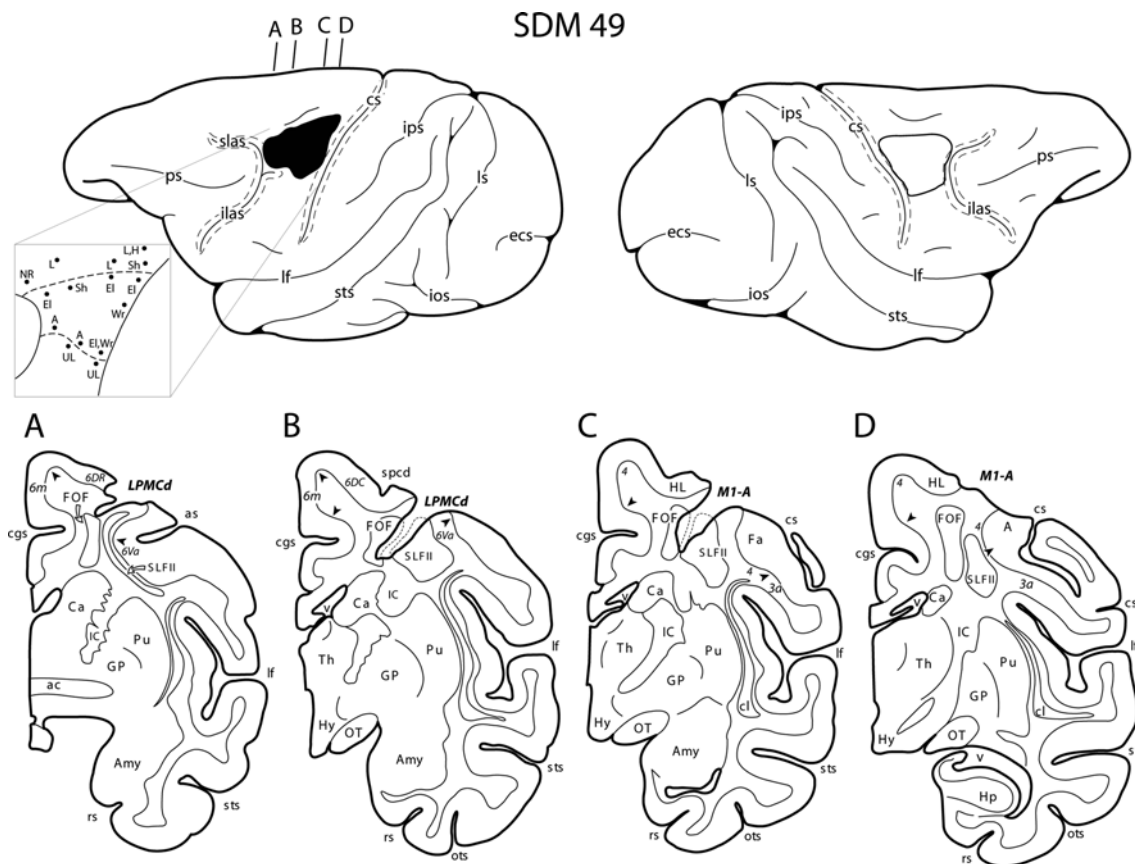 SDM 49
A B C D
cs
ips
slas
ls
ps
ilas
ecs
lf
sts
ios
ips
cs
ls
ps
ilas
ecs
lf
ios
sts
L,H
L L Sh
NR
El Sh El El
Wr
A
A El,Wr
UL
UL
A
6DR LPMCd
6m
FOF
as
cgs
6Va
SLFII
Ca
IC
Pu
GP
lf
ac
Amy
sts
rs
B
spcd
6DC LPMCd
6m
FOF
6Va
cgs
SLFII
IC
Ca
v
Th
Pu
GP
lf
Hy
OT
Amy
sts
rs
ots
C
HL M1-A
4
FOF
cs
Fa
cgs
SLFII
4
3a
v
Ca
IC
Th
Pu
lf
GP
cl
Hy
OT
Amy
sts
rs
ots
D
M1-A
HL
4
cs
FOF
4 A
cgs
SLFII
3a
Ca
v
cs
IC
Th
Pu
GP
cl
Hy
OT
v
Hp
rs
ots